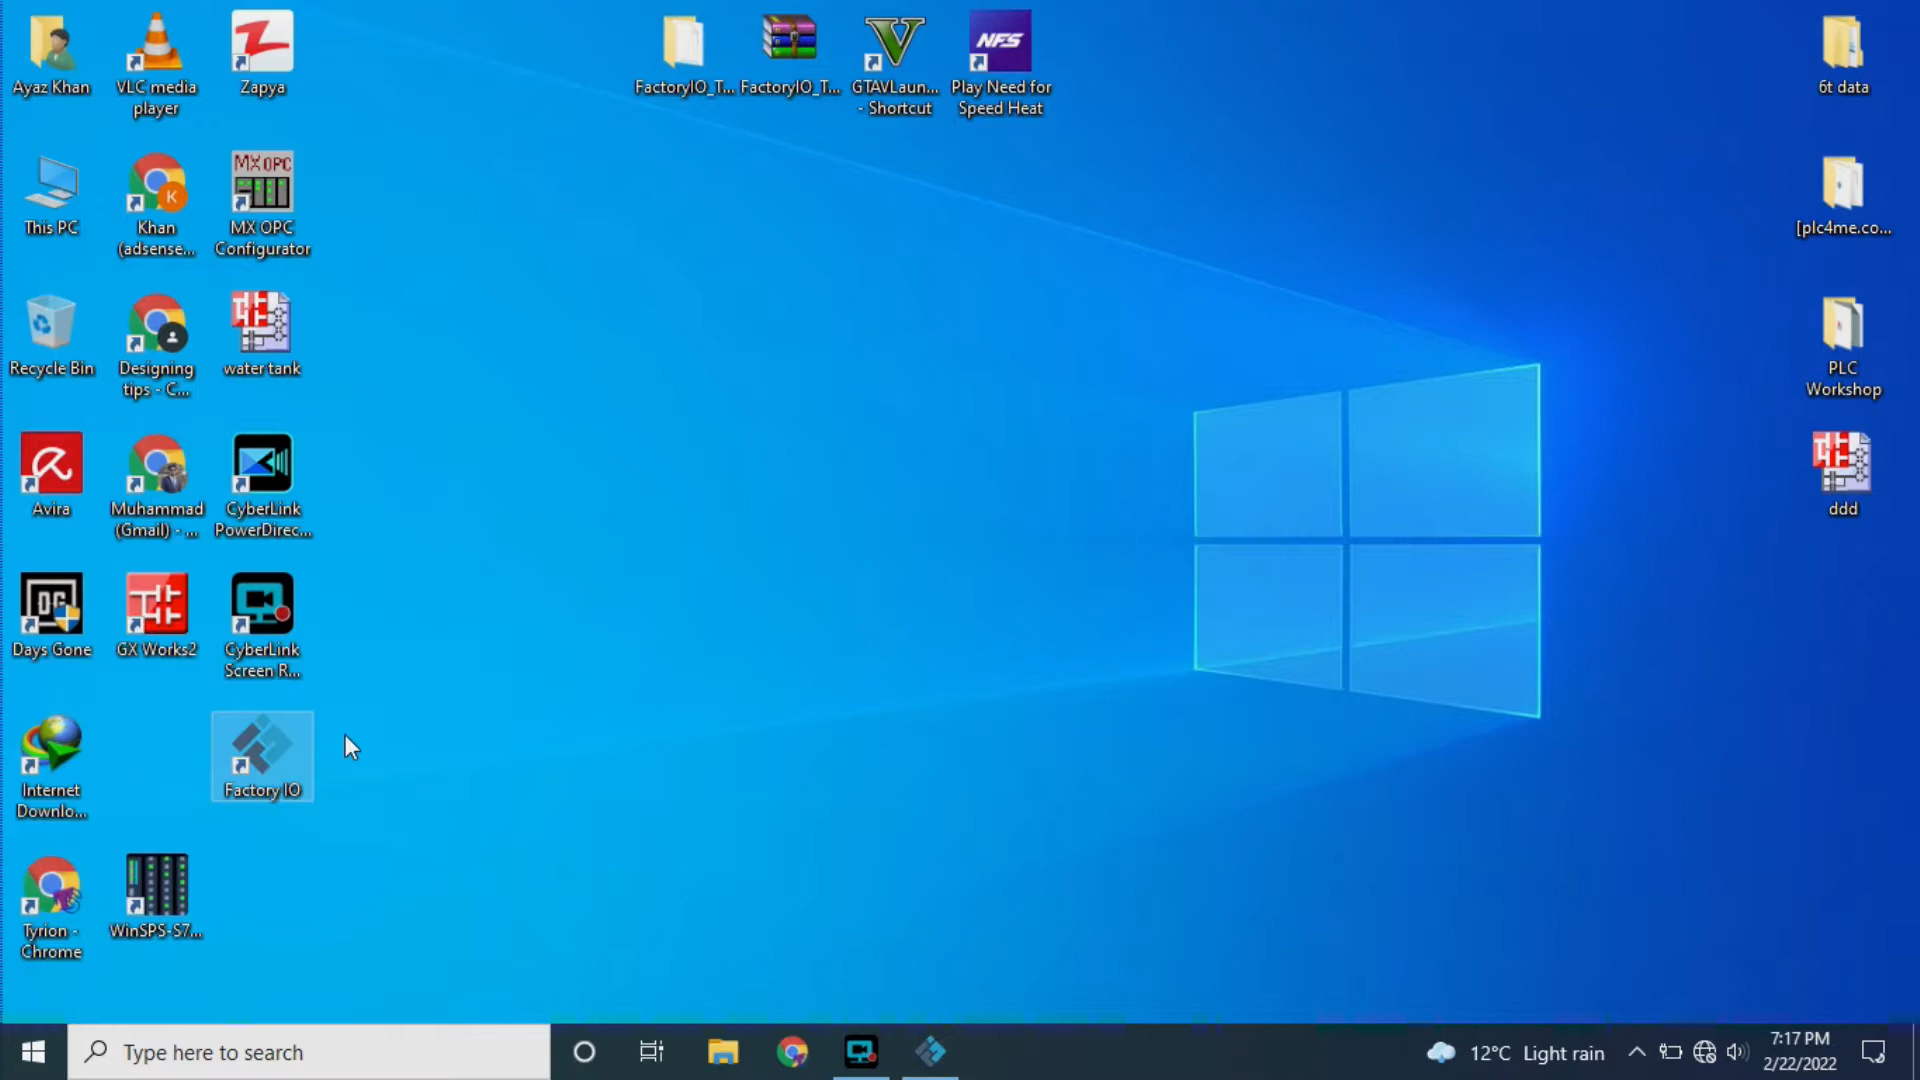 Ayaz Khan
VLC media
player
Zapya
FactoryIO_T...
FactoryIO_T...
GTAVLaun...
- Shortcut
NFS
Play Need for
Speed Heat
6t data
This PC
K
Khan
(adsense...
MX OPC
MX OPC
Configurator
[plc4me.co...
Recycle Bin
Designing
tips - C...
water tank
PLC
Workshop
Avira
Muhammad
(Gmail) - ...
CyberLink
PowerDirec...
ddd
DG
Days Gone
GX Works2
CyberLink
Screen R...
Internet
Downlo...
Factory IO
Tyrion -
Chrome
WinSPS-S7...
Type here to search
12°C Light rain
7:17 PM
2/22/2022